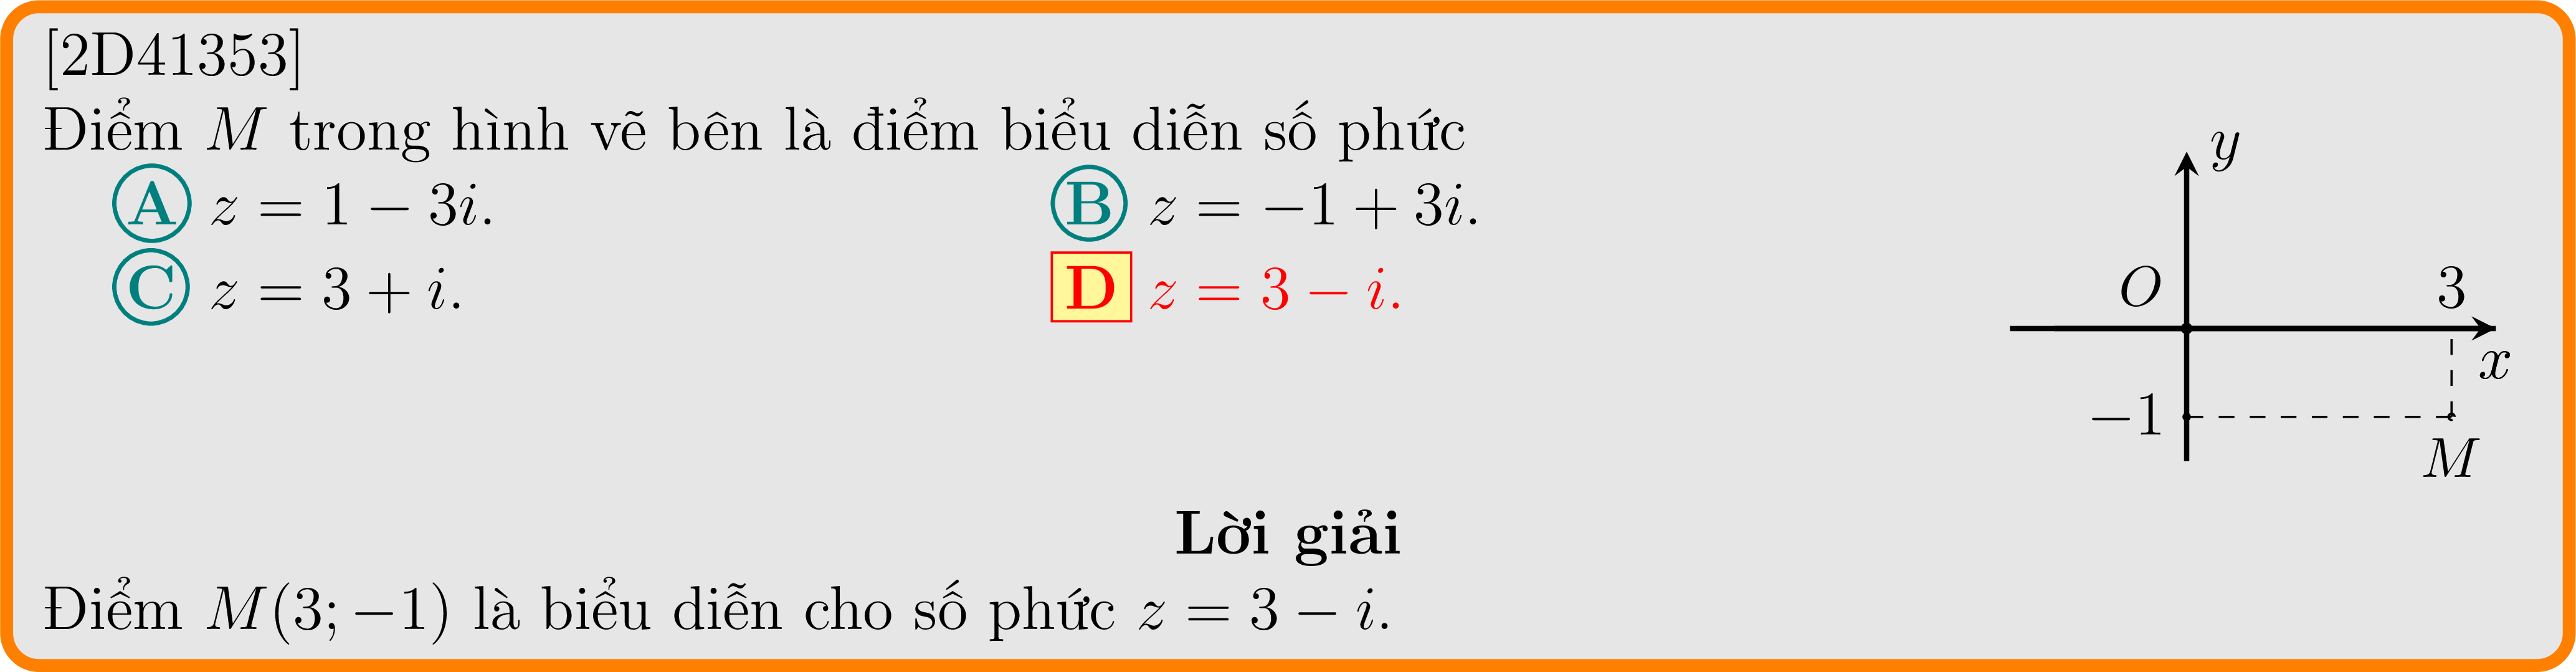 [2D41353]
Điểm M trong hình vẽ bên là điểm biểu diễn số phức
A z = 1 − 3i.
B z = −1 + 3i.
C z = 3 + i.
D z = 3 − i.
y
O
3
x
−1
M
Lời giải
Điểm M(3; −1) là biểu diễn cho số phức z = 3 − i.